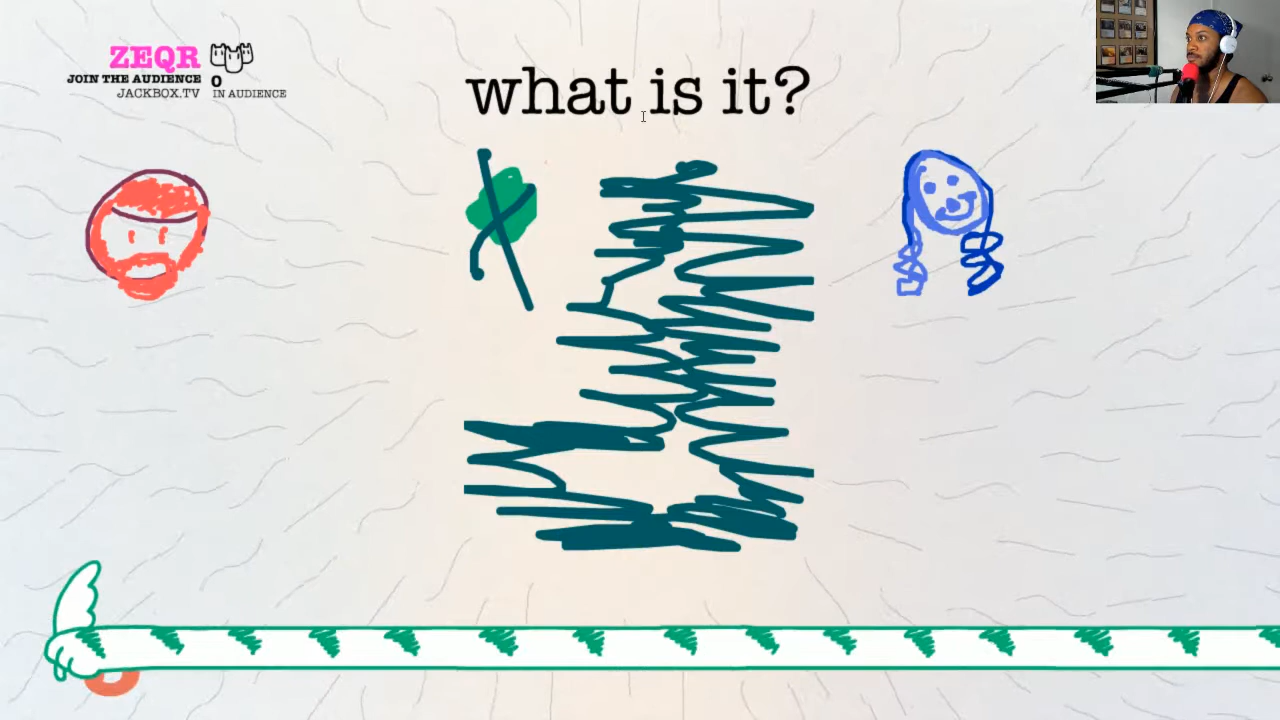 ZEQR
JOIN THE AUDIENCE
JACKBOX.TV
0
IN AUDIENCE
what is it?